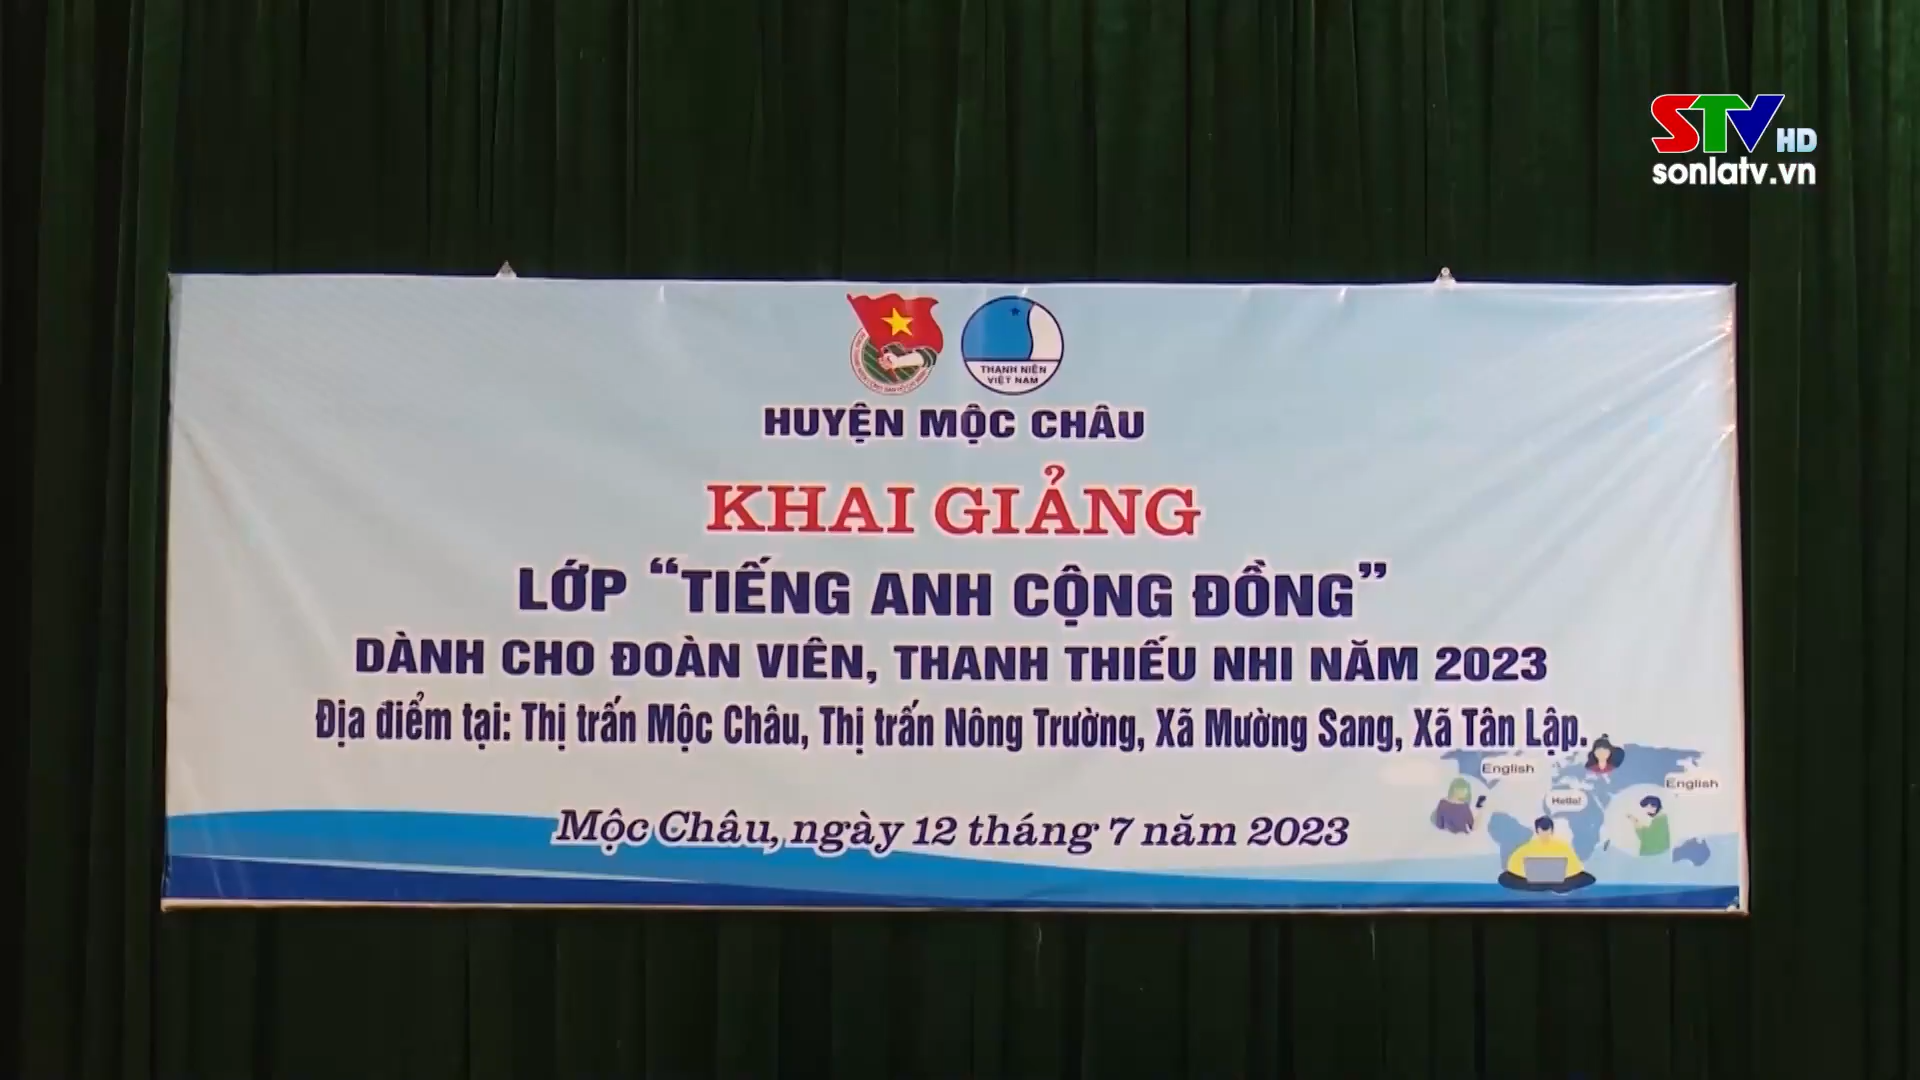 STV HD
sonlatv.vn
THANH NIÊN
VIỆT NAM
HUYỆN MỘC CHÂU
KHAI GIẢNG
LỚP “TIẾNG ANH CỘNG ĐỒNG”
DÀNH CHO ĐOÀN VIÊN, THANH THIẾU NHI NĂM 2023
Địa điểm tại: Thị trấn Mộc Châu, Thị trấn Nông Trường, Xã Mường Sang, Xã Tân Lập.
English
English
Hello!
Mộc Châu, ngày 12 tháng 7 năm 2023